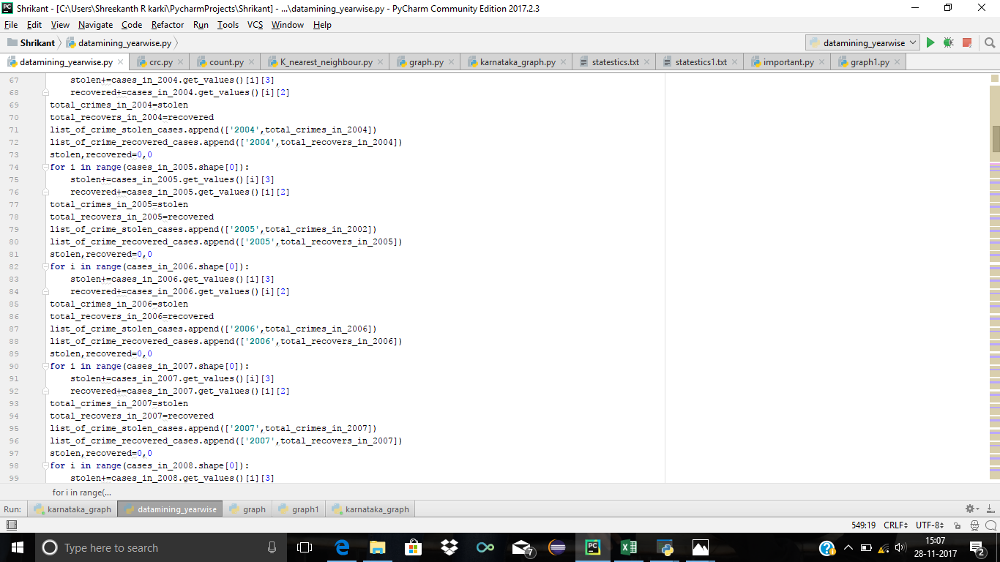 Shrikant - [C:\Users\Shreekanth R karki\PycharmProjects\Shrikant] - ...\datamining_yearwise.py - PyCharm Community Edition 2017.2.3
File Edit View Navigate Code Refactor Run Tools VCS Window Help
Shrikant datamining_yearwise.py datamining_yearwise
datamining_yearwise.py crc.py count.py K_nearest_neighbour.py graph.py karnataka_graph.py statestics.txt statestics1.txt important.py graph1.py
67 stolen+=cases_in_2004.get_values()[i][3]
68 recovered+=cases_in_2004.get_values()[i][2]
69 total_crimes_in_2004=stolen
70 total_recovers_in_2004=recovered
71 list_of_crime_stolen_cases.append(['2004',total_crimes_in_2004])
72 list_of_crime_recovered_cases.append(['2004',total_recovers_in_2004])
73 stolen,recovered=0,0
74 for i in range(cases_in_2005.shape[0]):
75 stolen+=cases_in_2005.get_values()[i][3]
76 recovered+=cases_in_2005.get_values()[i][2]
77 total_crimes_in_2005=stolen
78 total_recovers_in_2005=recovered
79 list_of_crime_stolen_cases.append(['2005',total_crimes_in_2002])
80 list_of_crime_recovered_cases.append(['2005',total_recovers_in_2005])
81 stolen,recovered=0,0
82 for i in range(cases_in_2006.shape[0]):
83 stolen+=cases_in_2006.get_values()[i][3]
84 recovered+=cases_in_2006.get_values()[i][2]
85 total_crimes_in_2006=stolen
86 total_recovers_in_2006=recovered
87 list_of_crime_stolen_cases.append(['2006',total_crimes_in_2006])
88 list_of_crime_recovered_cases.append(['2006',total_recovers_in_2006])
89 stolen,recovered=0,0
90 for i in range(cases_in_2007.shape[0]):
91 stolen+=cases_in_2007.get_values()[i][3]
92 recovered+=cases_in_2007.get_values()[i][2]
93 total_crimes_in_2007=stolen
94 total_recovers_in_2007=recovered
95 list_of_crime_stolen_cases.append(['2007',total_crimes_in_2007])
96 list_of_crime_recovered_cases.append(['2007',total_recovers_in_2007])
97 stolen,recovered=0,0
98 for i in range(cases_in_2008.shape[0]):
99 stolen+=cases_in_2008.get_values()[i][3]
for i in range(...
Run: karnataka_graph datamining_yearwise graph graph1 karnataka_graph
549:19 CRLF UTF-8
Type here to search 7 15:07
28-11-2017 2